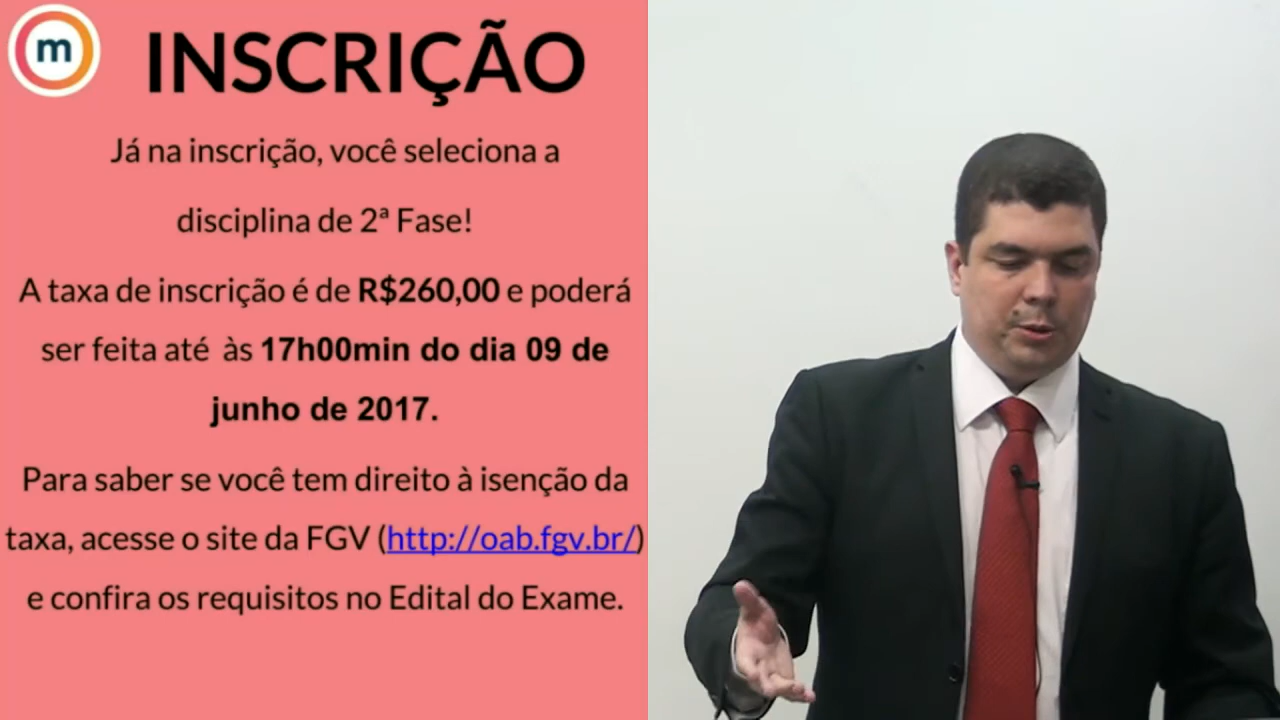 m
INSCRIÇÃO
Já na inscrição, você seleciona a
disciplina de 2ª Fase!
A taxa de inscrição é de R$260,00 e poderá
ser feita até às 17h00min do dia 09 de
junho de 2017.
Para saber se você tem direito à isenção da
taxa, acesse o site da FGV (http://oab.fgv.br/)
e confira os requisitos no Edital do Exame.